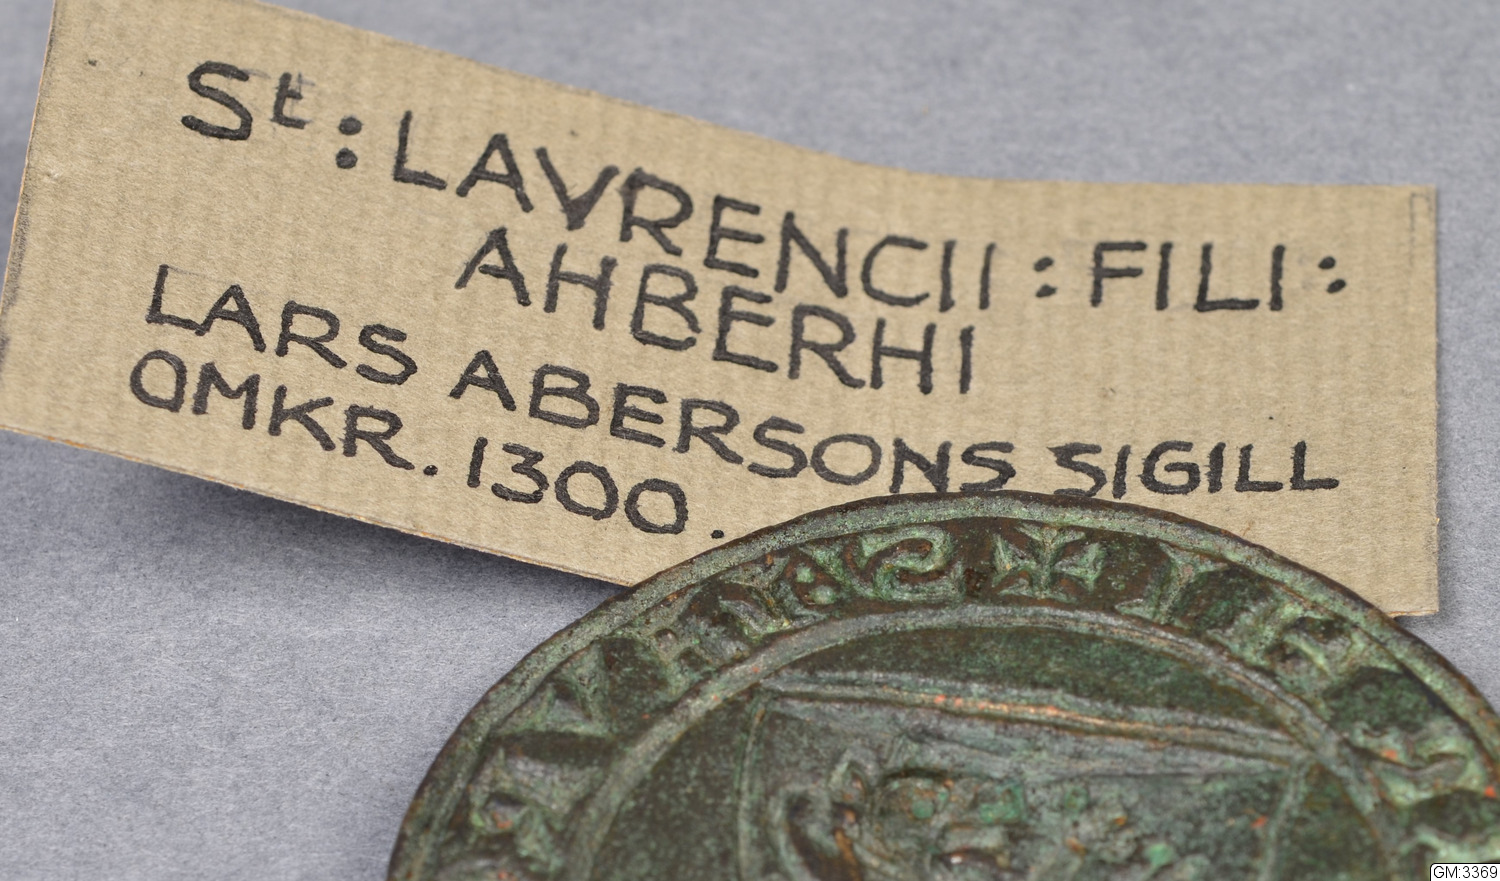 St: LAVRENCII: FILI:
AHBERHI
LARS ABERSONS SIGILL
OMKR. 1300.
GM:3369